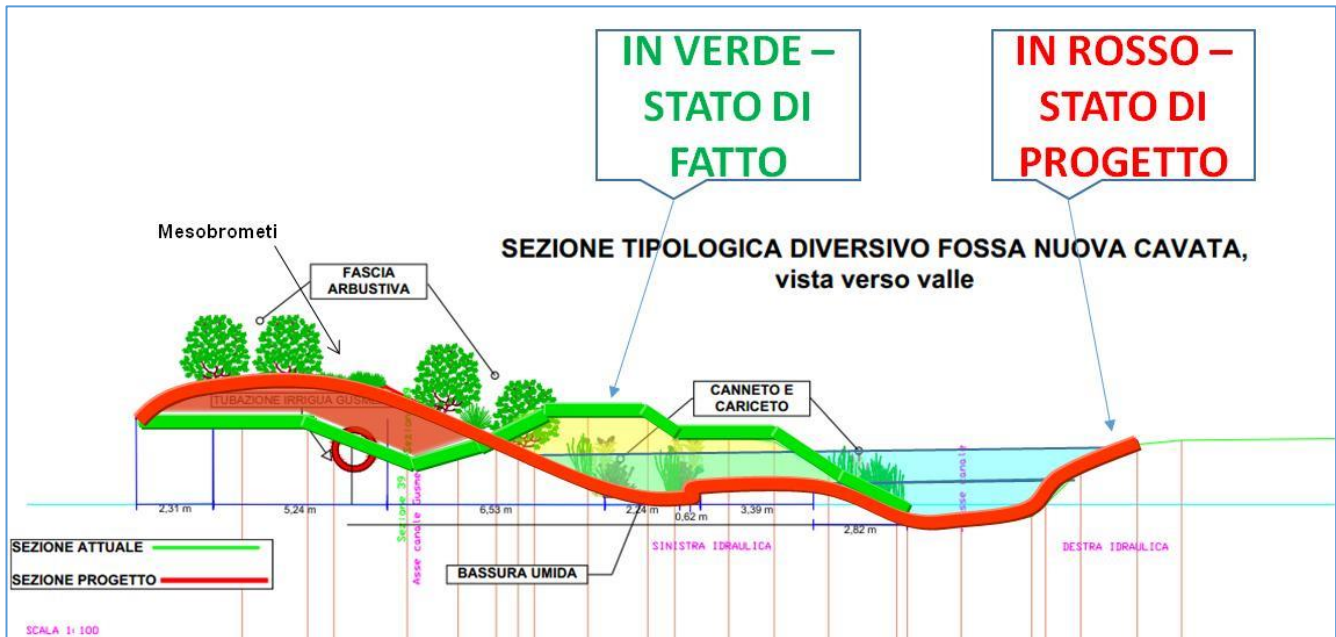 IN VERDE –
STATO DI
FATTO
IN ROSSO –
STATO DI
PROGETTO
Mesobrometi
SEZIONE TIPOLOGICA DIVERSIVO FOSSA NUOVA CAVATA,
vista verso valle
FASCIA
ARBUSTIVA
CANNETO E
CARICETO
TUBAZIONE IRRIGUA
Sezione 39
Asse canale
2,31 m
5,24 m
6,53 m
2,24 m
0,62 m
3,39 m
2,82 m
SEZIONE ATTUALE
SEZIONE PROGETTO
BASSURA UMIDA
SINISTRA IDRAULICA
DESTRA IDRAULICA
SCALA 1:100